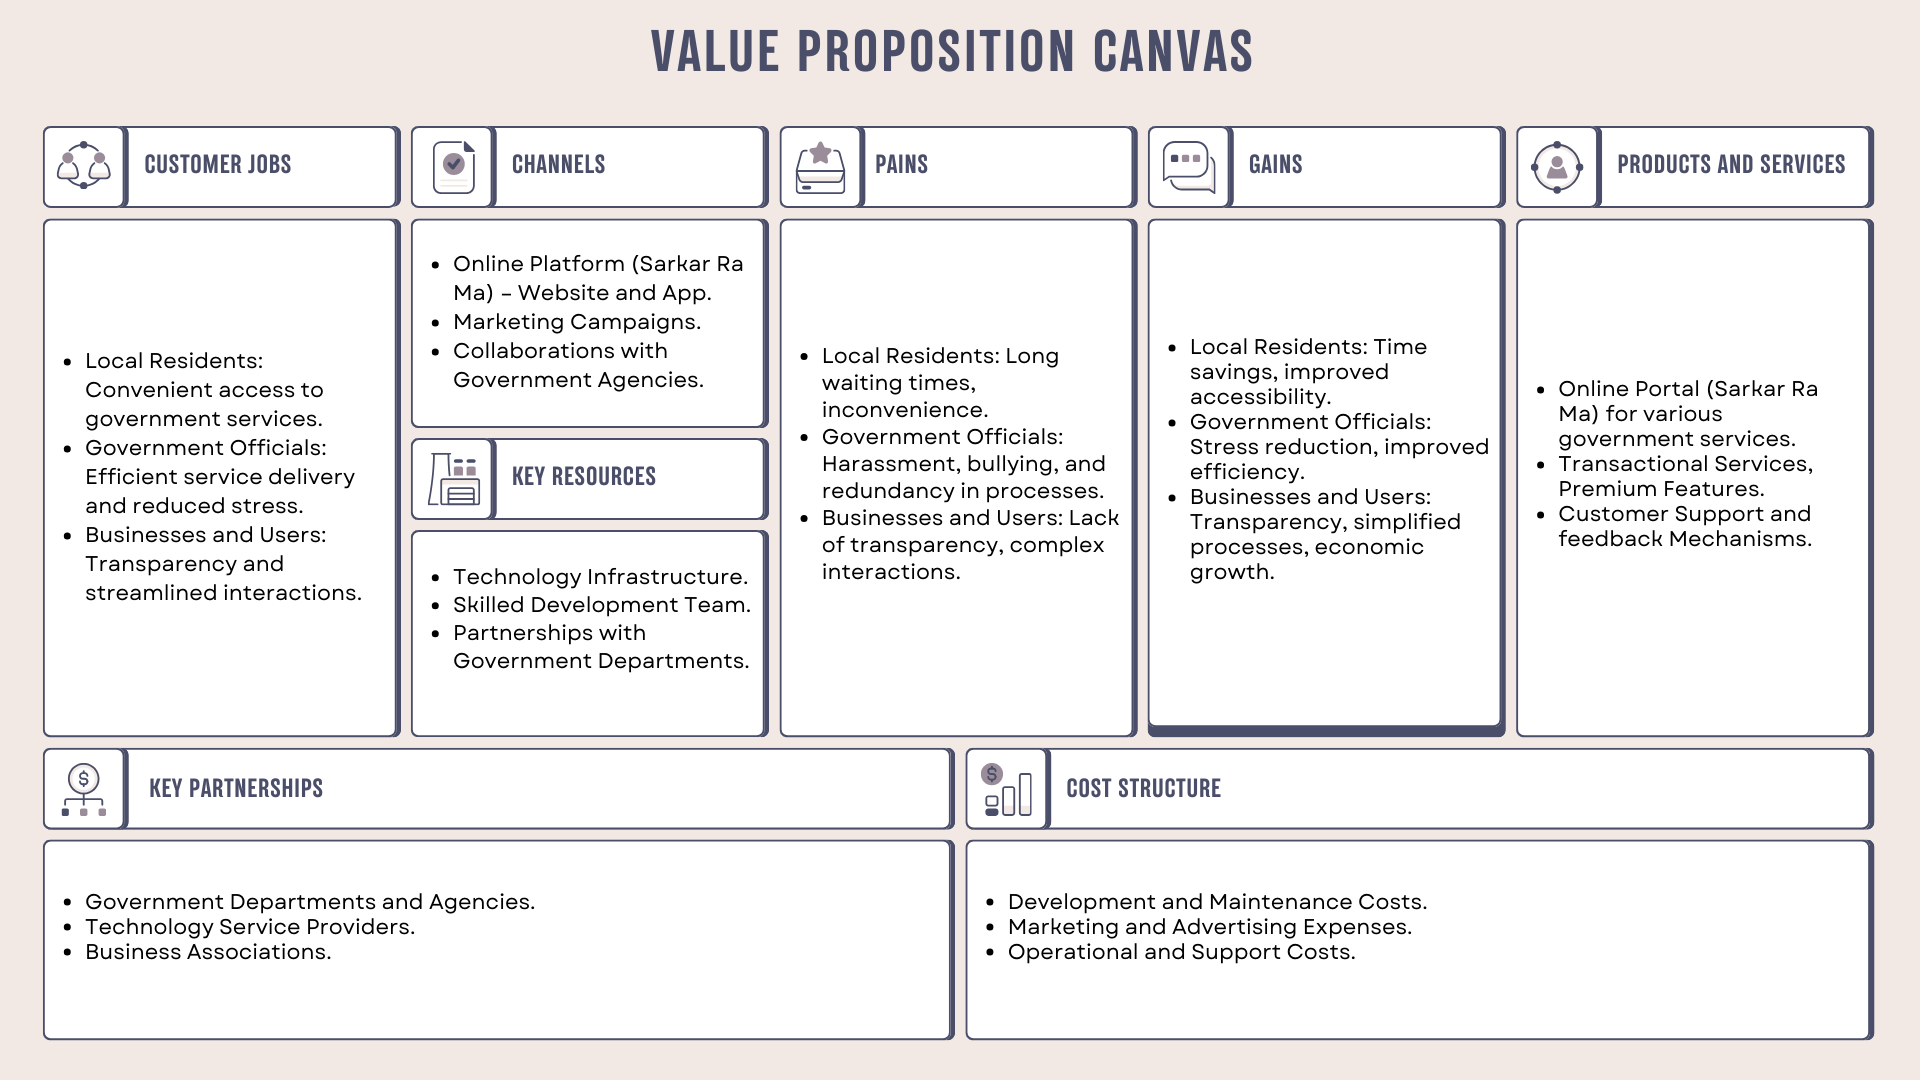 VALUE PROPOSITION CANVAS
CUSTOMER JOBS
• Local Residents:
Convenient access to
government services.
• Government Officials:
Efficient service delivery
and reduced stress.
• Businesses and Users:
Transparency and
streamlined interactions.
CHANNELS
• Online Platform (Sarkar Ra
Ma) – Website and App.
• Marketing Campaigns.
• Collaborations with
Government Agencies.
KEY RESOURCES
• Technology Infrastructure.
• Skilled Development Team.
• Partnerships with
Government Departments.
PAINS
• Local Residents: Long
waiting times,
inconvenience.
• Government Officials:
Harassment, bullying, and
redundancy in processes.
• Businesses and Users: Lack
of transparency, complex
interactions.
GAINS
• Local Residents: Time
savings, improved
accessibility.
• Government Officials:
Stress reduction, improved
efficiency.
• Businesses and Users:
Transparency, simplified
processes, economic
growth.
PRODUCTS AND SERVICES
• Online Portal (Sarkar Ra
Ma) for various
government services.
• Transactional Services,
Premium Features.
• Customer Support and
feedback Mechanisms.
$
KEY PARTNERSHIPS
• Government Departments and Agencies.
• Technology Service Providers.
• Business Associations.
$
COST STRUCTURE
• Development and Maintenance Costs.
• Marketing and Advertising Expenses.
• Operational and Support Costs.